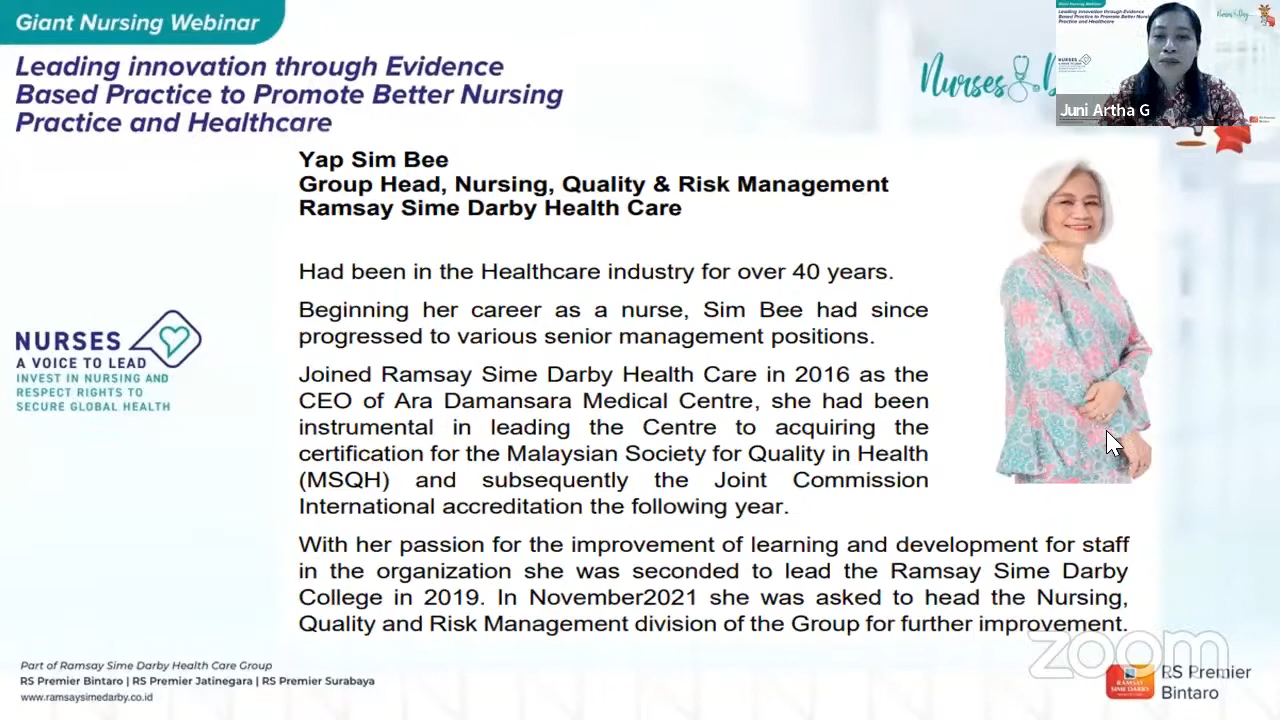 Giant Nursing Webinar
Leading innovation through Evidence
Based Practice to Promote Better Nursing
Practice and Healthcare
Nurses
Juni Artha G
Yap Sim Bee
Group Head, Nursing, Quality & Risk Management
Ramsay Sime Darby Health Care
Had been in the Healthcare industry for over 40 years.
Beginning her career as a nurse, Sim Bee had since
progressed to various senior management positions.
Joined Ramsay Sime Darby Health Care in 2016 as the
CEO of Ara Damansara Medical Centre, she had been
instrumental in leading the Centre to acquiring the
certification for the Malaysian Society for Quality in Health
(MSQH) and subsequently the Joint Commission
International accreditation the following year.
With her passion for the improvement of learning and development for staff
in the organization she was seconded to lead the Ramsay Sime Darby
College in 2019. In November2021 she was asked to head the Nursing,
Quality and Risk Management division of the Group for further improvement.
NURSES
A VOICE TO LEAD
INVEST IN NURSING AND
RESPECT RIGHTS TO
SECURE GLOBAL HEALTH
Part of Ramsay Sime Darby Health Care Group
RS Premier Bintaro | RS Premier Jatinegara | RS Premier Surabaya
www.ramsaysimedarby.co.id
zoom
RAMSAY
SIME DARBY
RS Premier
Bintaro